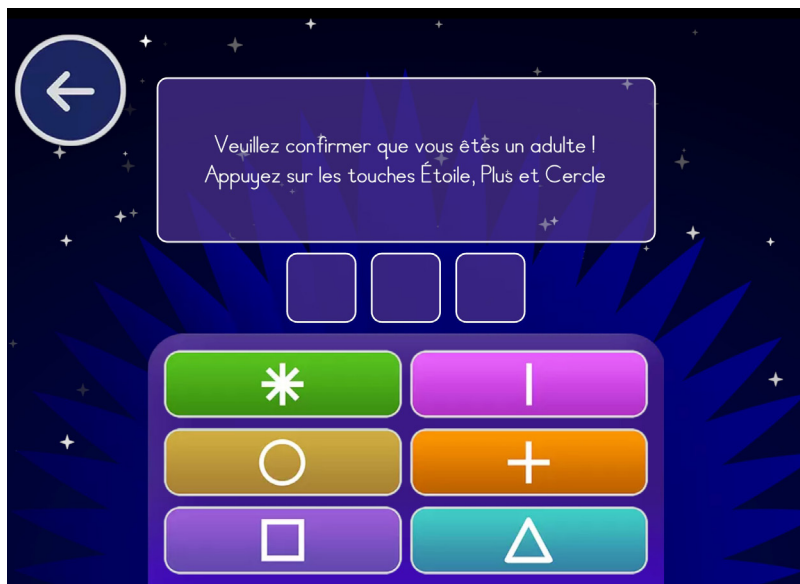 Veuillez confirmer que vous êtes un adulte !
Appuyez sur les touches Étoile, Plus et Cercle